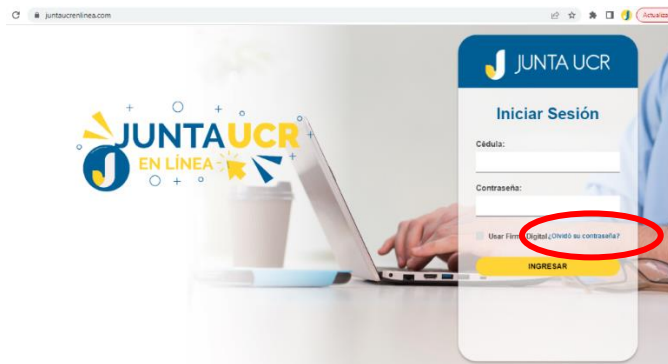 juntaucrenlinea.com
Actualiza
JUNTA UCR
EN LÍNEA
JUNTA UCR
Iniciar Sesión
Cédula:
Contraseña:
Usar Firma Digital ¿Olvidó su contraseña?
INGRESAR